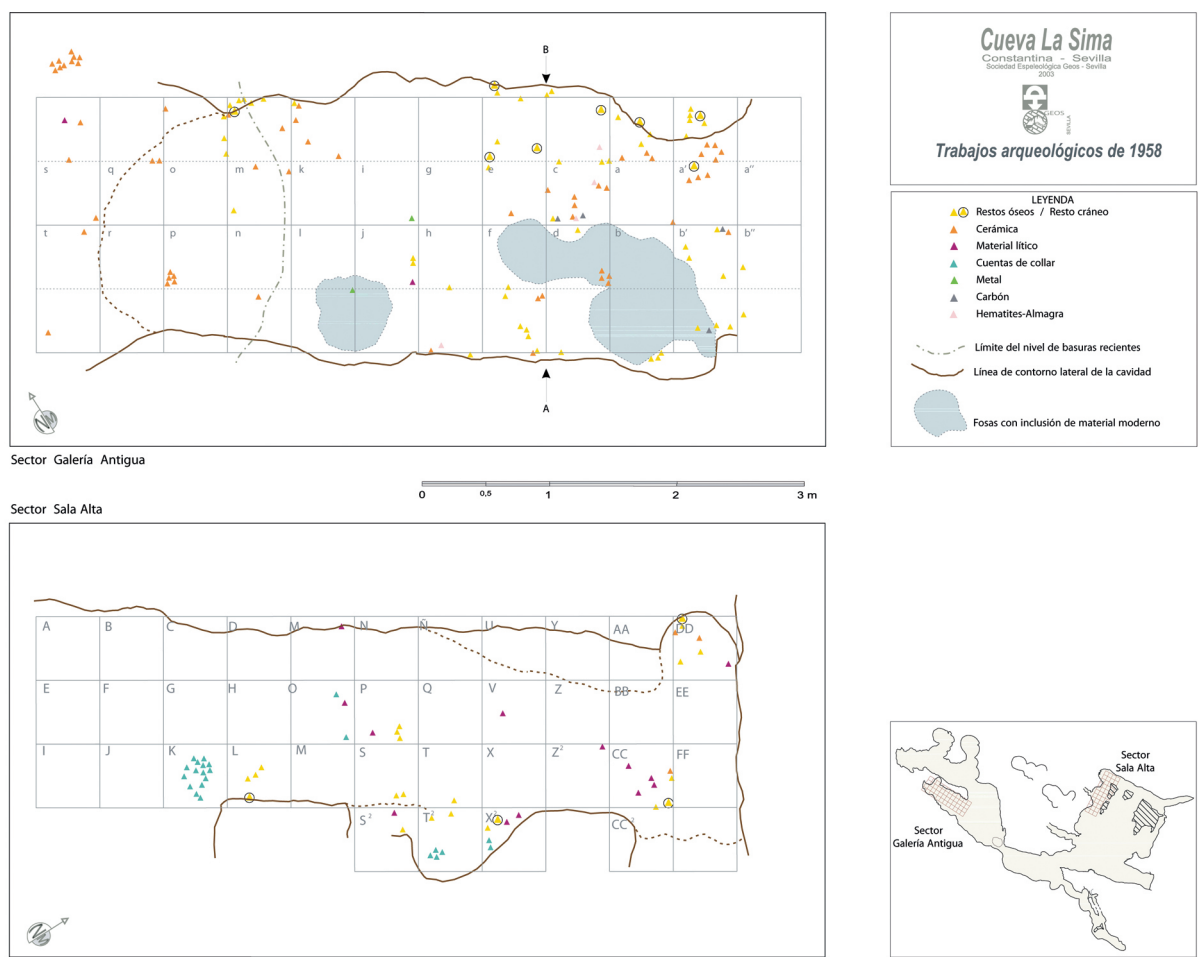 B
s q o m k i g e c a a' a"
t r p n l j h f d b b' b"
A
Sector Galería Antigua
0 0,5 1 2 3 m
Sector Sala Alta
A B C D M N Ñ U Y AA DD
E F G H O P Q V Z BB EE
I J K L M S T X Z² CC FF
S² T² X² CC²
Cueva La Sima
Constantina - Sevilla
Sociedad Espeleológica Geos - Sevilla
2003
GEOS
SEVILLA
Trabajos arqueológicos de 1958
LEYENDA
Restos óseos / Resto cráneo
Cerámica
Material lítico
Cuentas de collar
Metal
Carbón
Hematites-Almagra
Límite del nivel de basuras recientes
Línea de contorno lateral de la cavidad
Fosas con inclusión de material moderno
Sector
Sala Alta
Sector
Galería Antigua